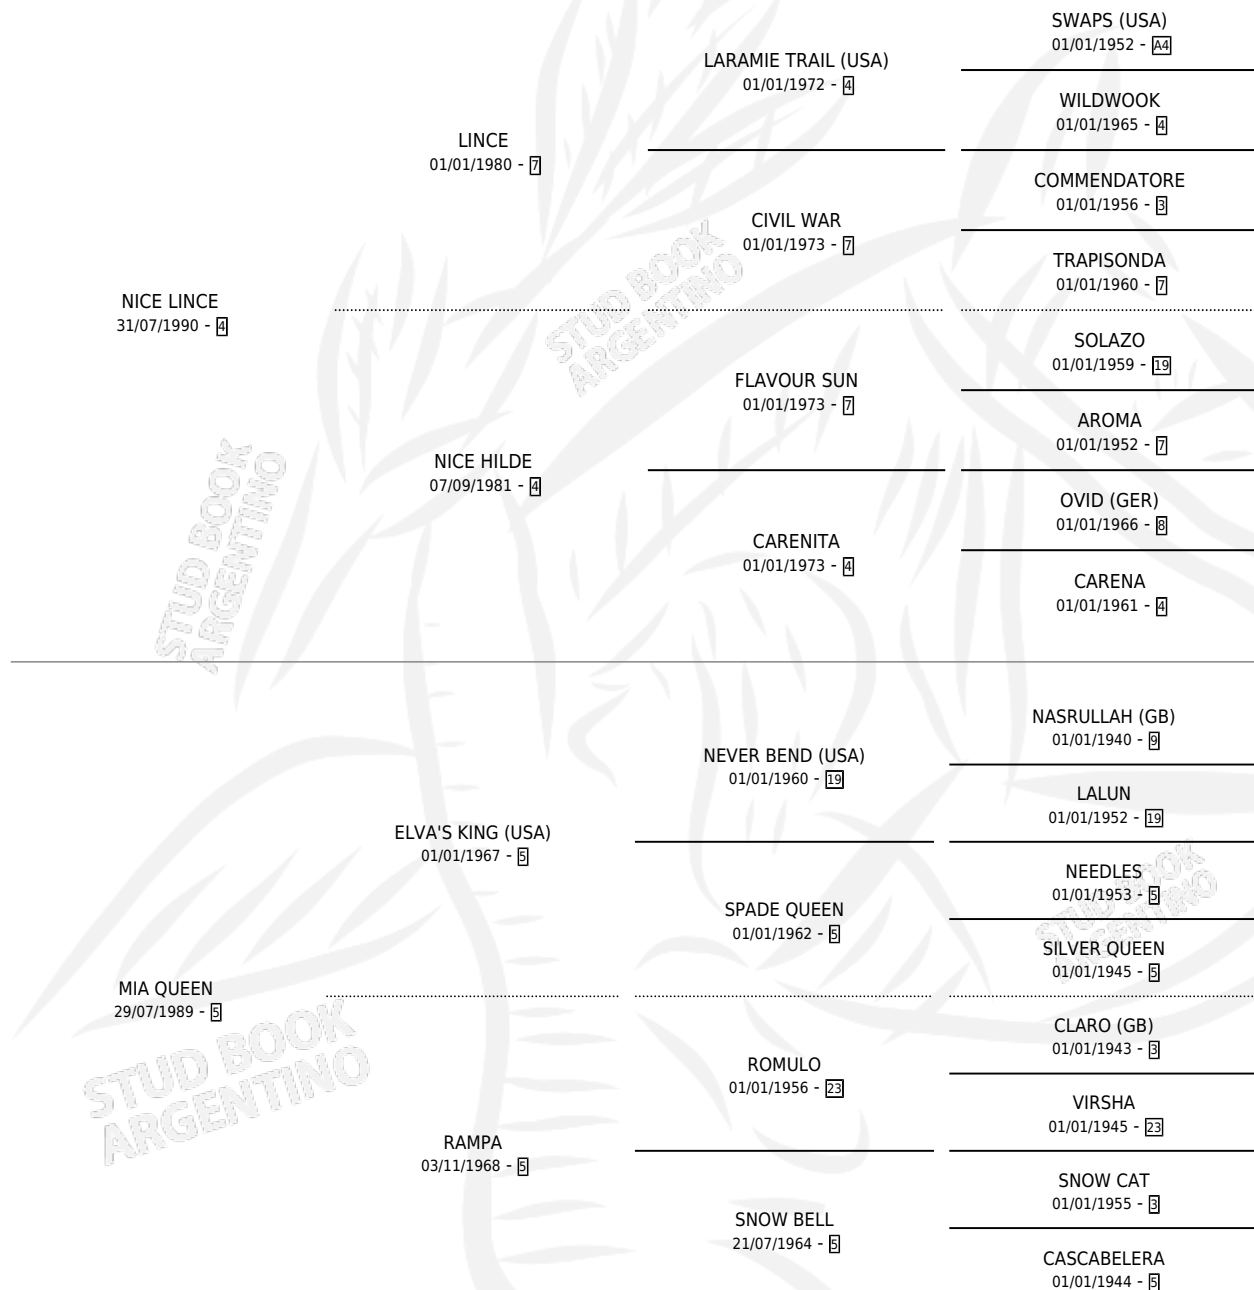 SWAPS (USA)
01/01/1952 - A4
LARAMIE TRAIL (USA)
01/01/1972 - 4
WILDWOOK
01/01/1965 - 4
LINCE
01/01/1980 - 7
COMMENDATORE
01/01/1956 - 3
CIVIL WAR
01/01/1973 - 7
TRAPISONDA
01/01/1960 - 7
NICE LINCE
31/07/1990 - 4
SOLAZO
01/01/1959 - 19
FLAVOUR SUN
01/01/1973 - 7
AROMA
01/01/1952 - 7
NICE HILDE
07/09/1981 - 4
OVID (GER)
01/01/1966 - 8
CARENITA
01/01/1973 - 4
CARENA
01/01/1961 - 4
NASRULLAH (GB)
01/01/1940 - 9
NEVER BEND (USA)
01/01/1960 - 19
LALUN
01/01/1952 - 19
ELVA'S KING (USA)
01/01/1967 - 5
NEEDLES
01/01/1953 - 5
SPADE QUEEN
01/01/1962 - 5
SILVER QUEEN
01/01/1945 - 5
MIA QUEEN
29/07/1989 - 5
CLARO (GB)
01/01/1943 - 3
ROMULO
01/01/1956 - 23
VIRSHA
01/01/1945 - 23
RAMPA
03/11/1968 - 5
SNOW CAT
01/01/1955 - 3
SNOW BELL
21/07/1964 - 5
CASCABELERA
01/01/1944 - 5
STUD BOOK
ARGENTINO
STUD BOOK
ARGENTINO
STUD BOOK
ARGENTINO
STUD BOOK
ARGENTINO